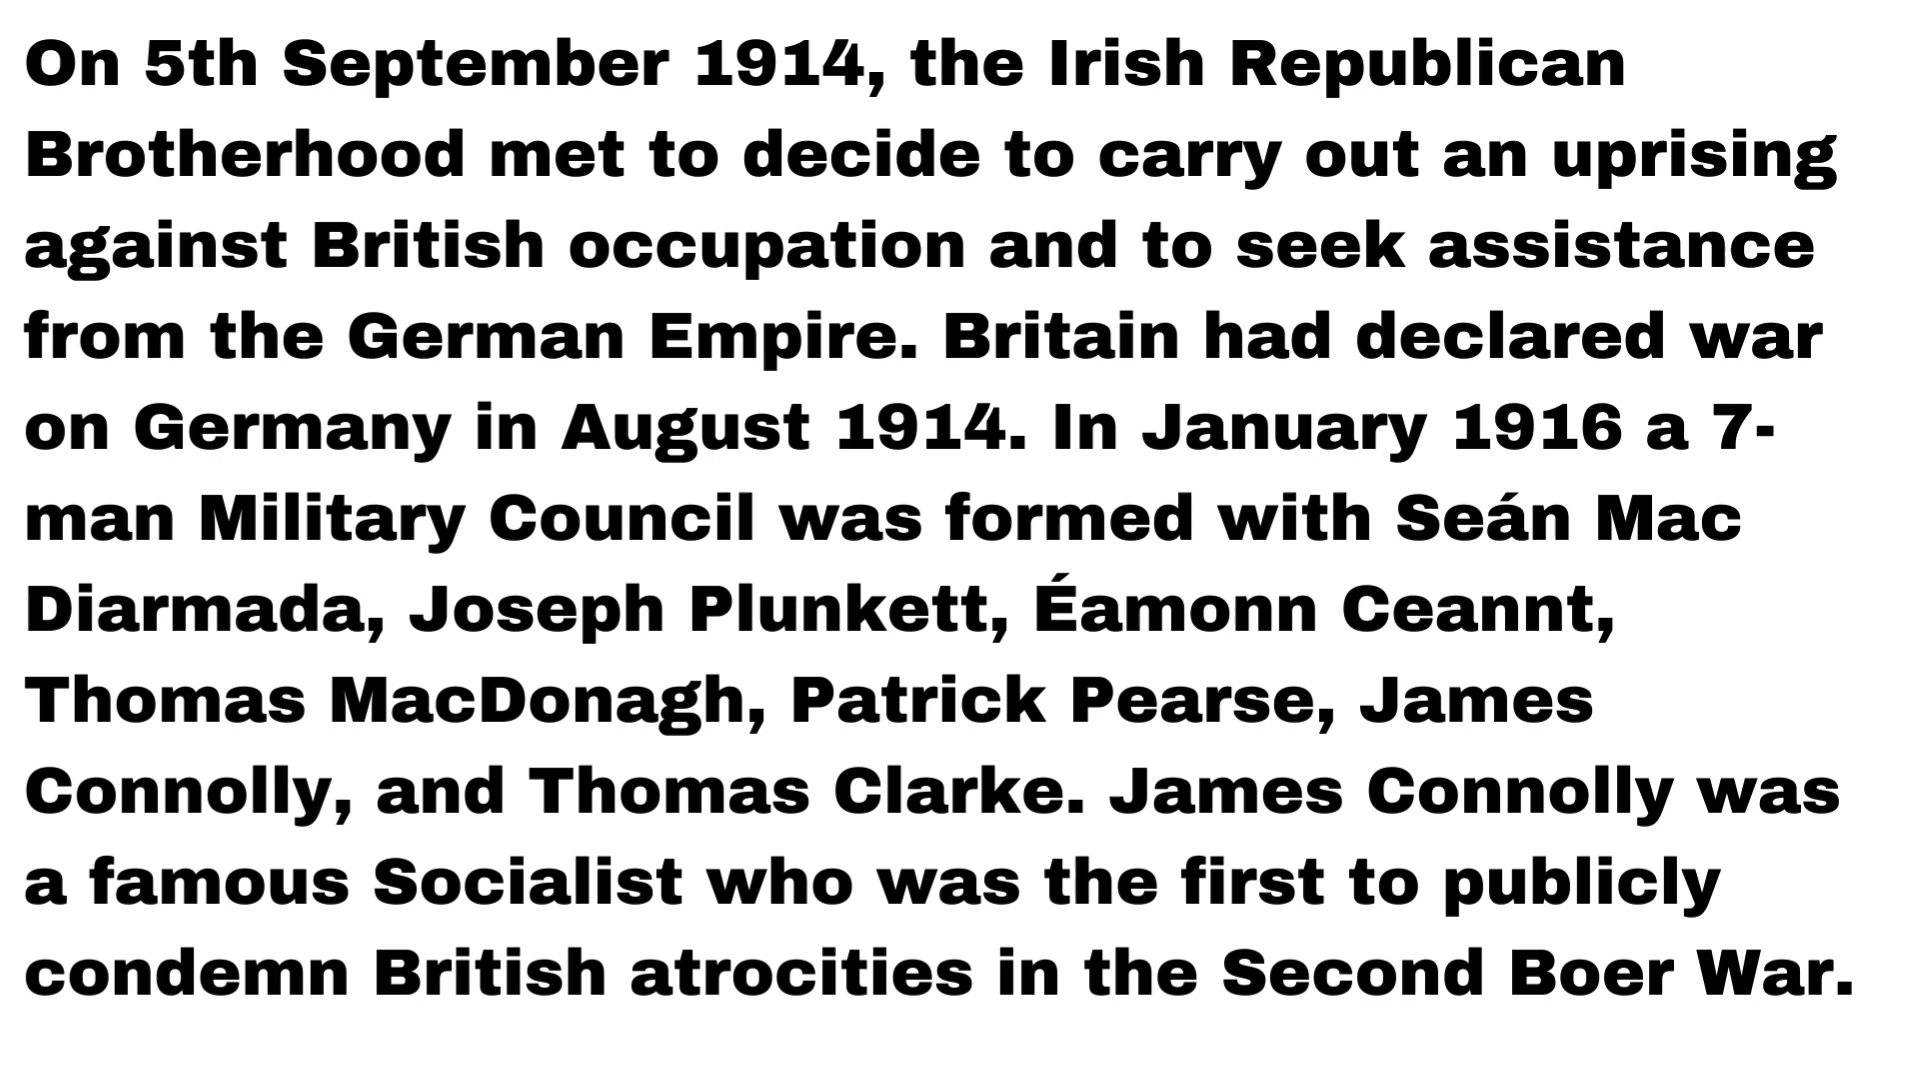 On 5th September 1914, the Irish Republican
Brotherhood met to decide to carry out an uprising
against British occupation and to seek assistance
from the German Empire. Britain had declared war
on Germany in August 1914. In January 1916 a 7-
man Military Council was formed with Seán Mac
Diarmada, Joseph Plunkett, Éamonn Ceannt,
Thomas MacDonagh, Patrick Pearse, James
Connolly, and Thomas Clarke. James Connolly was
a famous Socialist who was the first to publicly
condemn British atrocities in the Second Boer War.